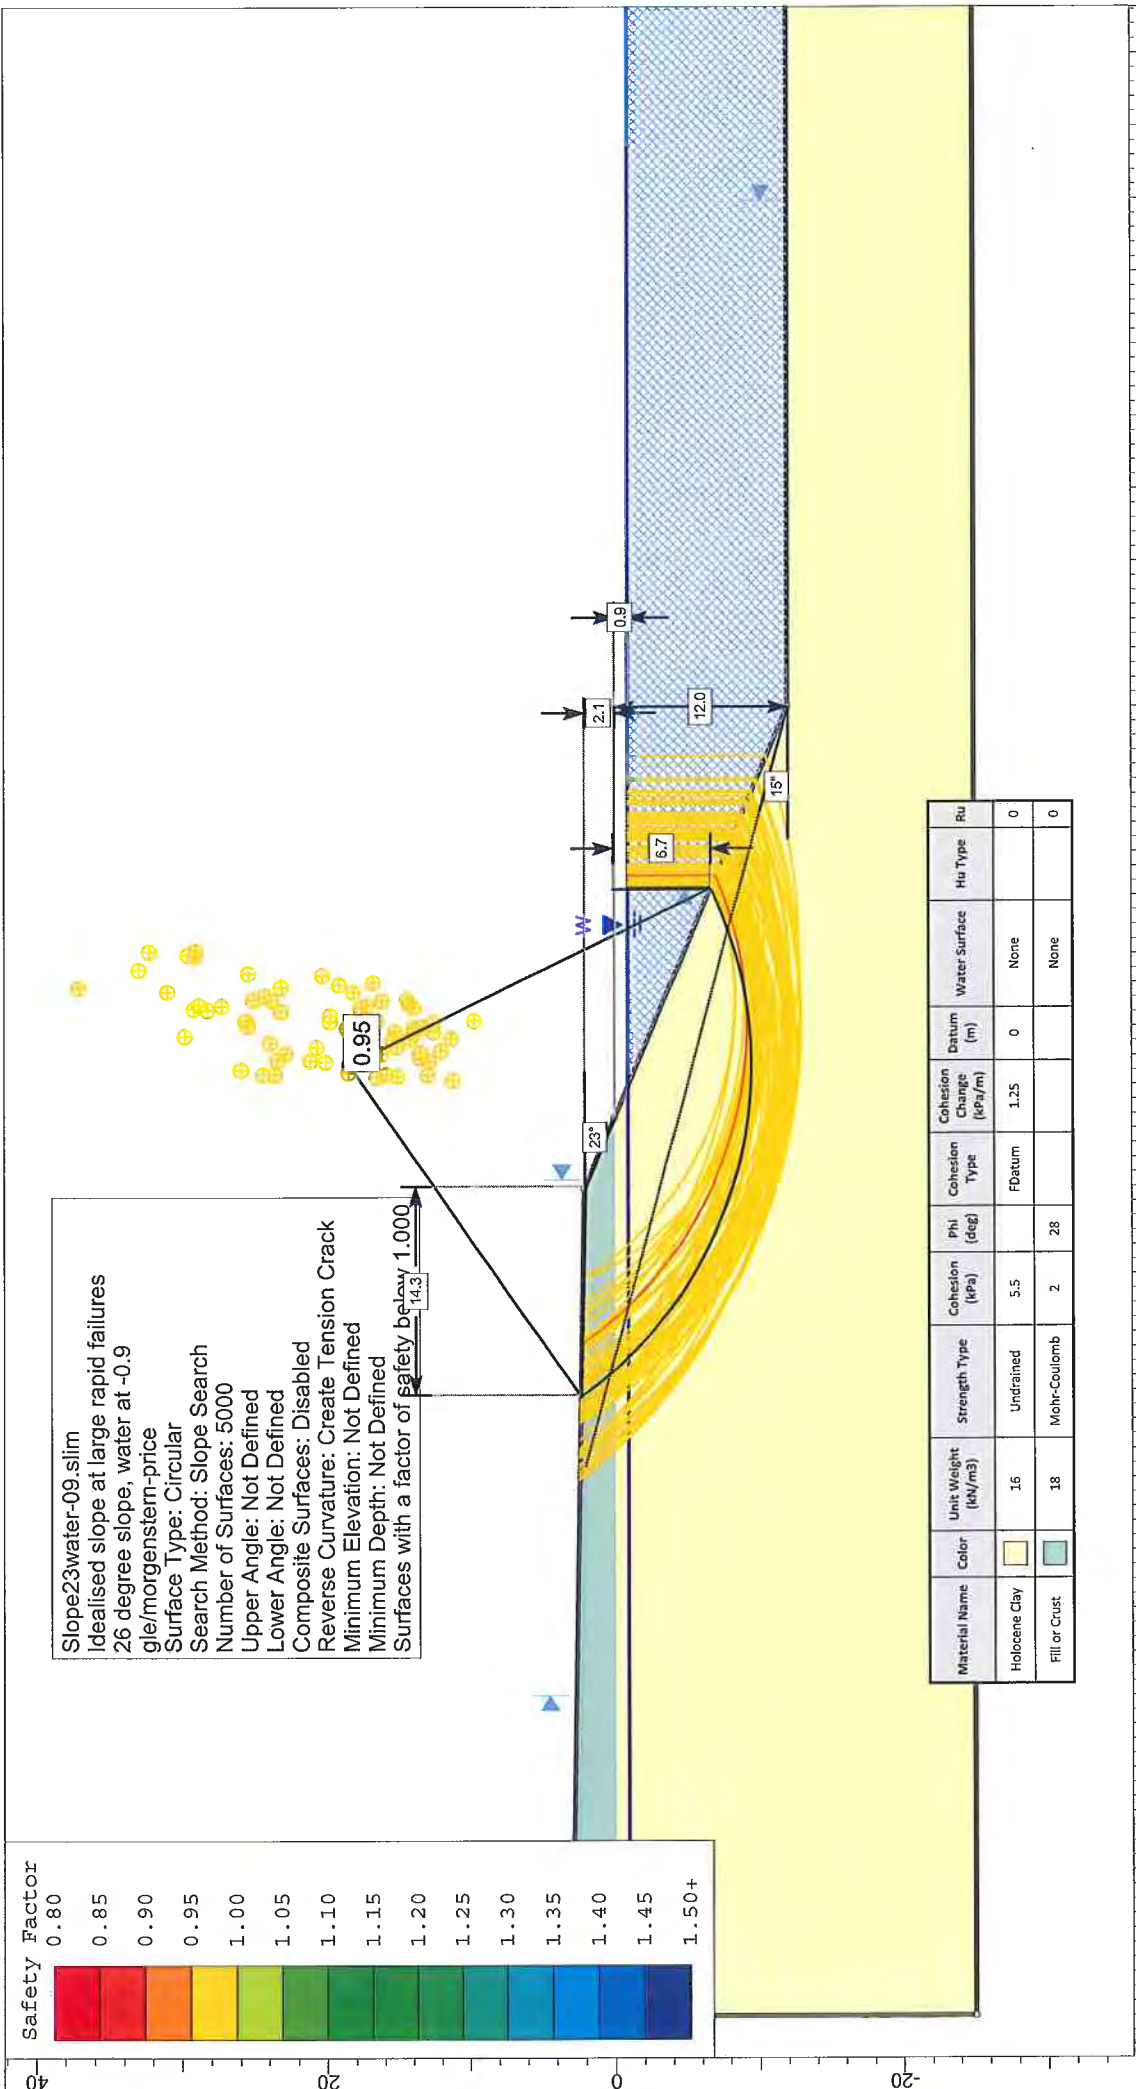 Safety Factor
0.80
0.85
0.90
0.95
1.00
1.05
1.10
1.15
1.20
1.25
1.30
1.35
1.40
1.45
1.50+
Slope23water-09.slim
Idealised slope at large rapid failures
26 degree slope, water at -0.9
gle/morgenstern-price
Surface Type: Circular
Search Method: Slope Search
Number of Surfaces: 5000
Upper Angle: Not Defined
Lower Angle: Not Defined
Composite Surfaces: Disabled
Reverse Curvature: Create Tension Crack
Minimum Elevation: Not Defined
Minimum Depth: Not Defined
Surfaces with a factor of safety below 1.000
14.3
0.95
23°
W
6.7
2.1
0.9
12.0
15°
40
20
0
-20
Material Name Color Unit Weight (kN/m3) Strength Type Cohesion (kPa) Phi (deg) Cohesion Type Cohesion Change (kPa/m) Datum (m) Water Surface Hu Type Ru
Holocene Clay 16 Undrained 5.5 FDatum 1.25 0 None 0
Fill or Crust 18 Mohr-Coulomb 2 28 None 0